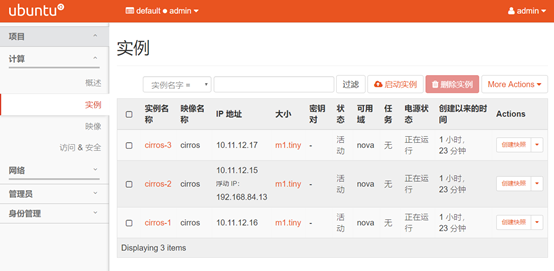 ubuntu
default ● admin
admin
项目
计算
概述
实例
映像
访问 & 安全
网络
管理员
身份管理
实例
实例名字 =
过滤
启动实例
删除实例
More Actions
实例名称 映像名称 IP 地址 大小 密钥对 状态 可用域 任务 电源状态 创建以来的时间 Actions
cirros-3 cirros 10.11.12.17 m1.tiny - 活动 nova 无 正在运行 1 小时, 23 分钟 创建快照
cirros-2 cirros 10.11.12.15 浮动 IP: 192.168.84.13 m1.tiny - 活动 nova 无 正在运行 1 小时, 23 分钟 创建快照
cirros-1 cirros 10.11.12.16 m1.tiny - 活动 nova 无 正在运行 1 小时, 23 分钟 创建快照
Displaying 3 items